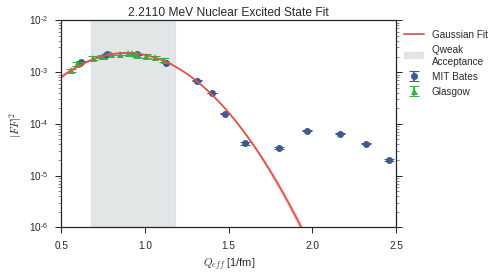 2.2110 MeV Nuclear Excited State Fit
10⁻²
10⁻³
10⁻⁴
10⁻⁵
10⁻⁶
|FF|²
0.5 1.0 1.5 2.0 2.5
Q_eff [1/fm]
Gaussian Fit
Qweak
Acceptance
MIT Bates
Glasgow